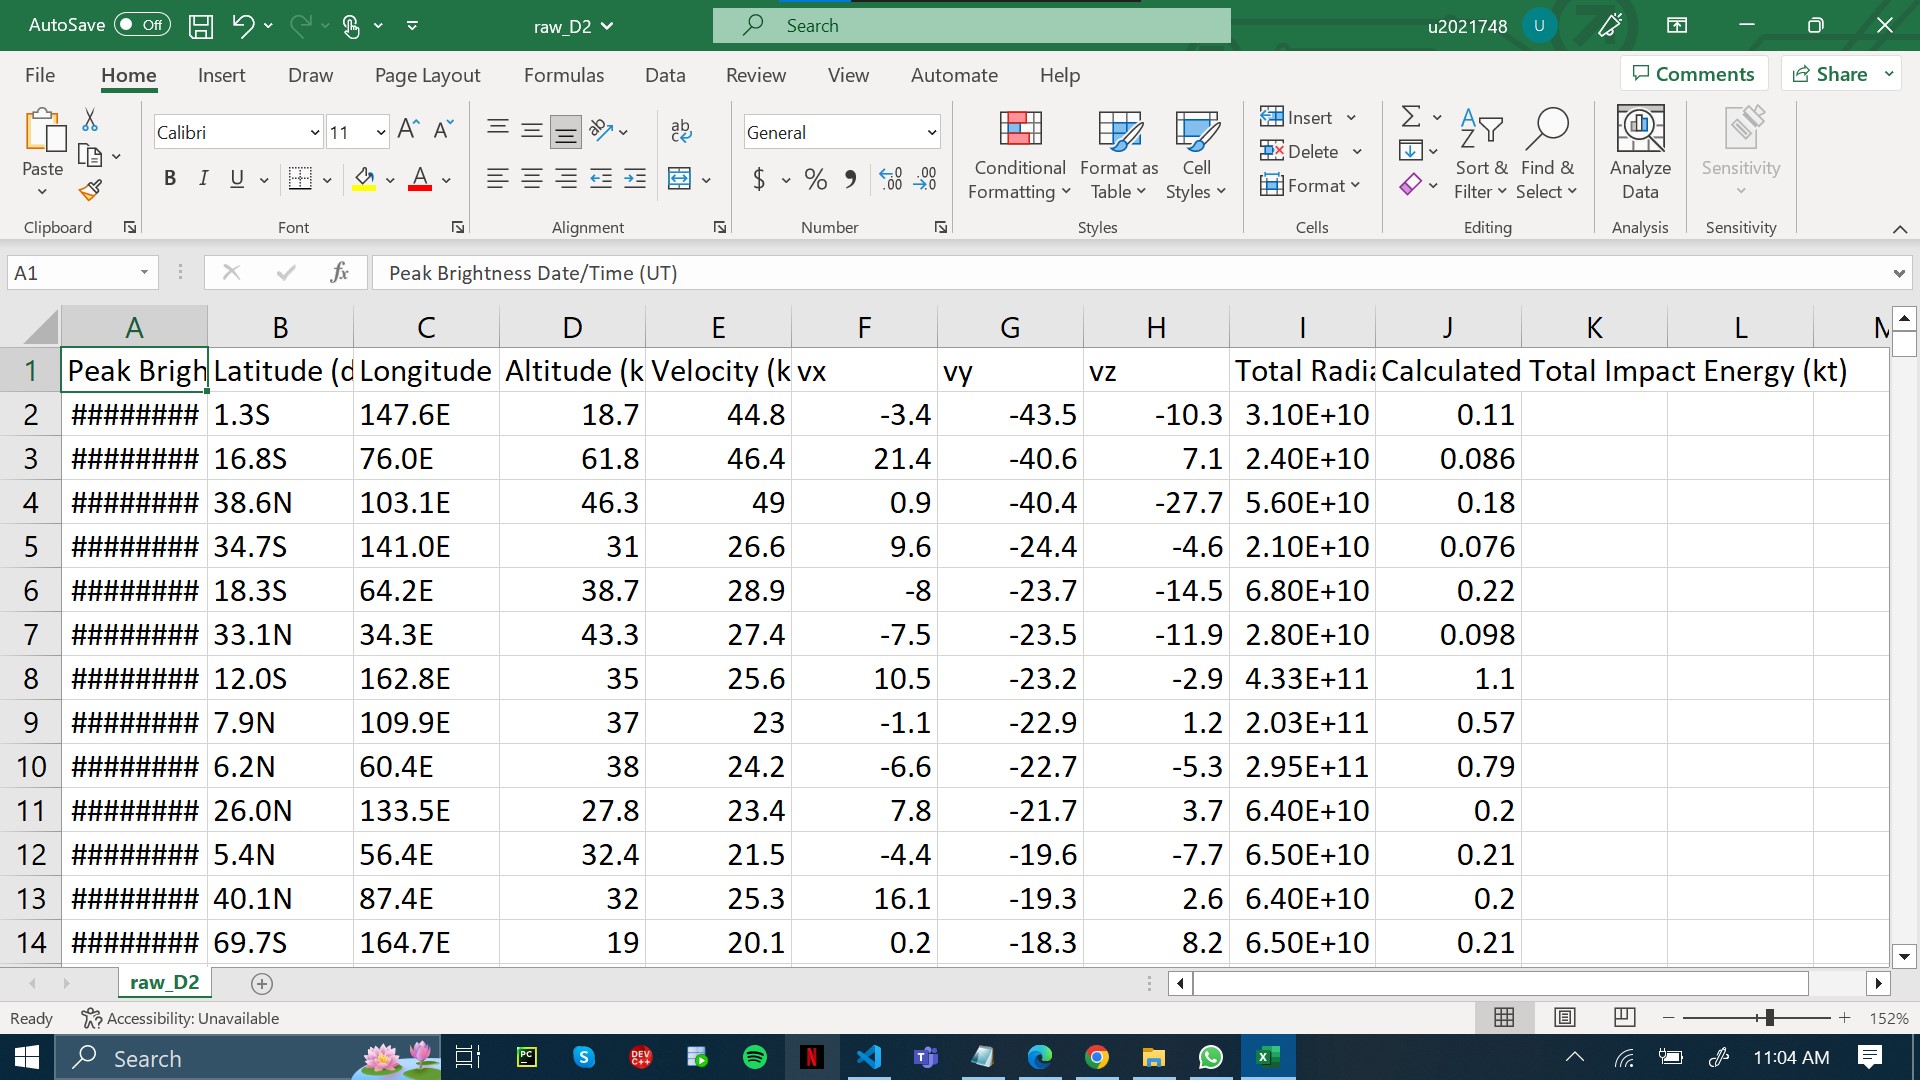 AutoSave Off raw_D2 Search u2021748 U
File Home Insert Draw Page Layout Formulas Data Review View Automate Help Comments Share
Paste
Clipboard
Calibri 11
B I U A
Font
ab
Alignment
General
$ % .00
Number
Conditional Formatting
Format as Table
Cell Styles
Styles
Insert
Delete
Format
Cells
Sort & Filter
Find & Select
Editing
Analyze Data
Analysis
Sensitivity
Sensitivity
A1 fx Peak Brightness Date/Time (UT)
A B C D E F G H I J K L
1 Peak Brigh Latitude (d Longitude Altitude (k Velocity (k vx vy vz Total Radia Calculated Total Impact Energy (kt)
2 ######## 1.3S 147.6E 18.7 44.8 -3.4 -43.5 -10.3 3.10E+10 0.11
3 ######## 16.8S 76.0E 61.8 46.4 21.4 -40.6 7.1 2.40E+10 0.086
4 ######## 38.6N 103.1E 46.3 49 0.9 -40.4 -27.7 5.60E+10 0.18
5 ######## 34.7S 141.0E 31 26.6 9.6 -24.4 -4.6 2.10E+10 0.076
6 ######## 18.3S 64.2E 38.7 28.9 -8 -23.7 -14.5 6.80E+10 0.22
7 ######## 33.1N 34.3E 43.3 27.4 -7.5 -23.5 -11.9 2.80E+10 0.098
8 ######## 12.0S 162.8E 35 25.6 10.5 -23.2 -2.9 4.33E+11 1.1
9 ######## 7.9N 109.9E 37 23 -1.1 -22.9 1.2 2.03E+11 0.57
10 ######## 6.2N 60.4E 38 24.2 -6.6 -22.7 -5.3 2.95E+11 0.79
11 ######## 26.0N 133.5E 27.8 23.4 7.8 -21.7 3.7 6.40E+10 0.2
12 ######## 5.4N 56.4E 32.4 21.5 -4.4 -19.6 -7.7 6.50E+10 0.21
13 ######## 40.1N 87.4E 32 25.3 16.1 -19.3 2.6 6.40E+10 0.2
14 ######## 69.7S 164.7E 19 20.1 0.2 -18.3 8.2 6.50E+10 0.21
raw_D2
Ready Accessibility: Unavailable 152%
Search 11:04 AM